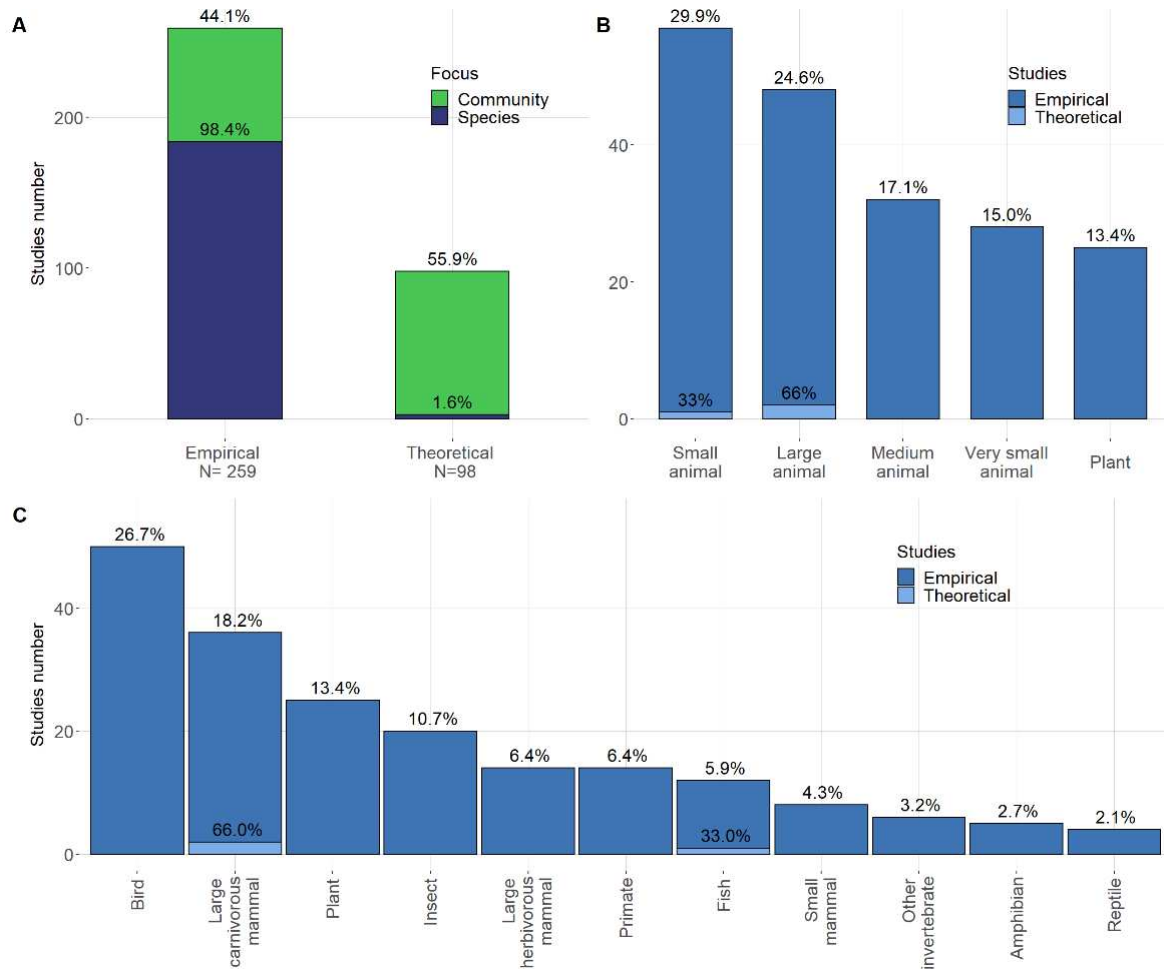 A
44.1%
Focus
Community
Species
98.4%
55.9%
1.6%
Studies number
200
100
0
Empirical
N= 259
Theoretical
N=98
B
29.9%
24.6%
17.1%
15.0%
13.4%
Studies
Empirical
Theoretical
33%
66%
40
20
0
Small
animal
Large
animal
Medium
animal
Very small
animal
Plant
C
26.7%
18.2%
13.4%
10.7%
6.4%
6.4%
5.9%
4.3%
3.2%
2.7%
2.1%
66.0%
33.0%
Studies
Empirical
Theoretical
Studies number
40
20
0
Bird
Large
carnivorous
mammal
Plant
Insect
Large
herbivorous
mammal
Primate
Fish
Small
mammal
Other
invertebrate
Amphibian
Reptile